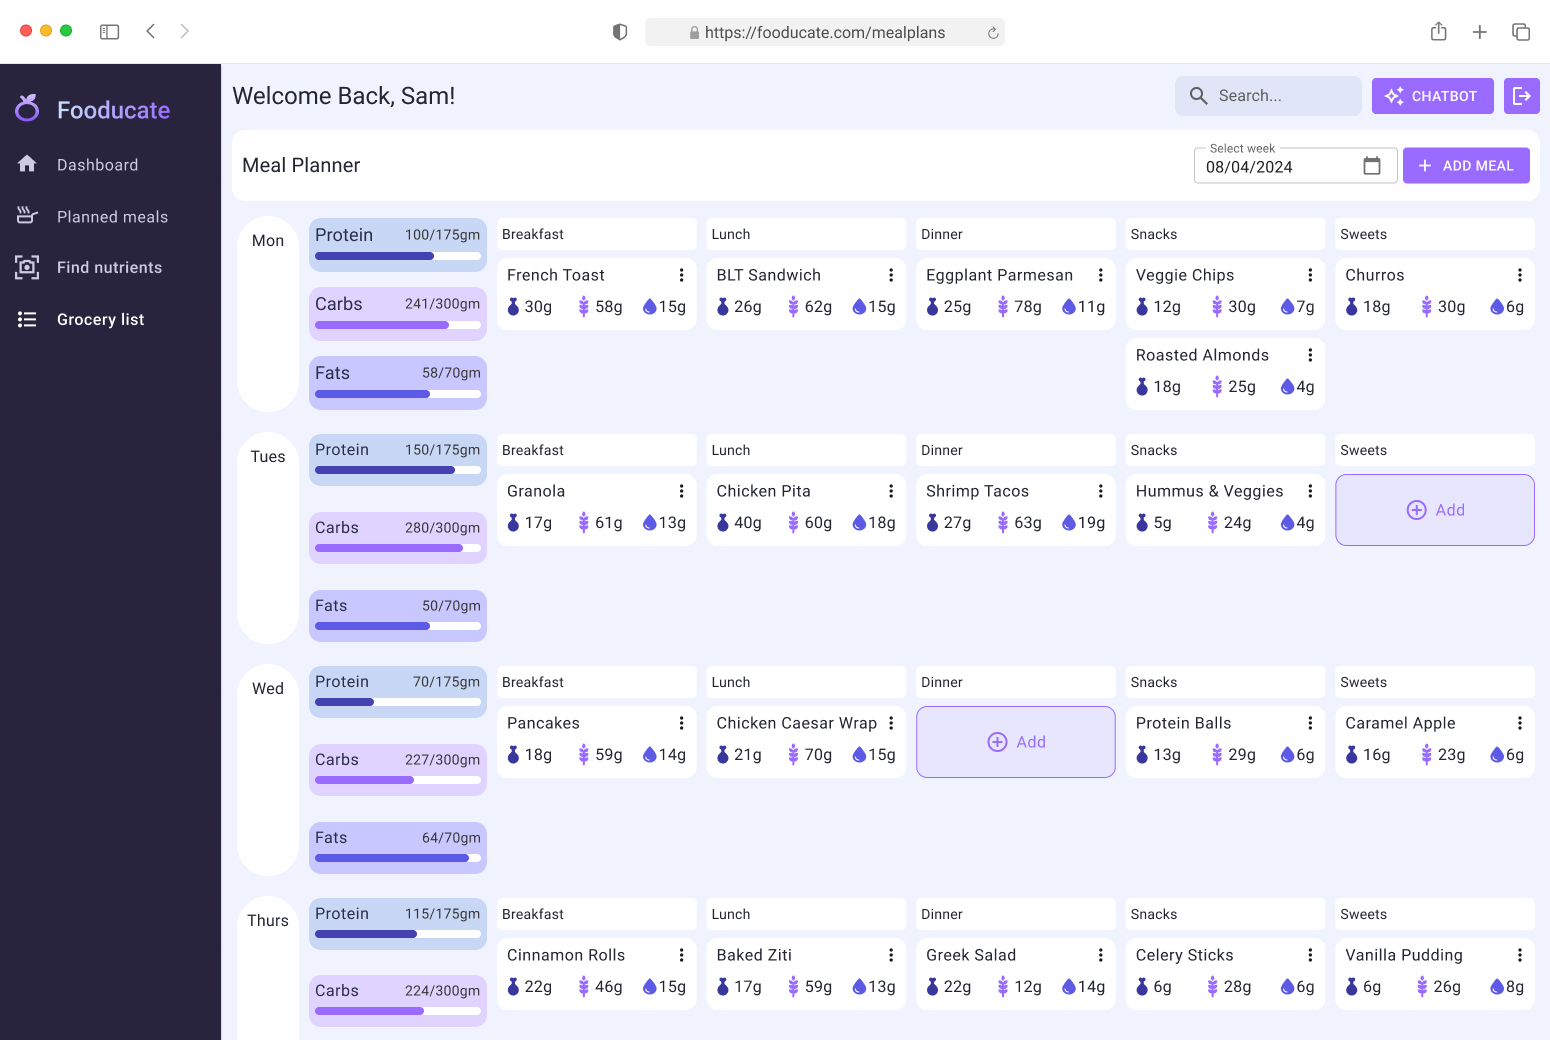 https://fooducate.com/mealplans
Fooducate
Dashboard
Planned meals
Find nutrients
Grocery list
Welcome Back, Sam!
Search...
CHATBOT
Meal Planner
Select week
08/04/2024
ADD MEAL
Mon
Protein 100/175gm
Carbs 241/300gm
Fats 58/70gm
Breakfast
French Toast
30g 58g 15g
Lunch
BLT Sandwich
26g 62g 15g
Dinner
Eggplant Parmesan
25g 78g 11g
Snacks
Veggie Chips
12g 30g 7g
Roasted Almonds
18g 25g 4g
Sweets
Churros
18g 30g 6g
Tues
Protein 150/175gm
Carbs 280/300gm
Fats 50/70gm
Breakfast
Granola
17g 61g 13g
Lunch
Chicken Pita
40g 60g 18g
Dinner
Shrimp Tacos
27g 63g 19g
Snacks
Hummus & Veggies
5g 24g 4g
Sweets
Add
Wed
Protein 70/175gm
Carbs 227/300gm
Fats 64/70gm
Breakfast
Pancakes
18g 59g 14g
Lunch
Chicken Caesar Wrap
21g 70g 15g
Dinner
Add
Snacks
Protein Balls
13g 29g 6g
Sweets
Caramel Apple
16g 23g 6g
Thurs
Protein 115/175gm
Carbs 224/300gm
Breakfast
Cinnamon Rolls
22g 46g 15g
Lunch
Baked Ziti
17g 59g 13g
Dinner
Greek Salad
22g 12g 14g
Snacks
Celery Sticks
6g 28g 6g
Sweets
Vanilla Pudding
6g 26g 8g